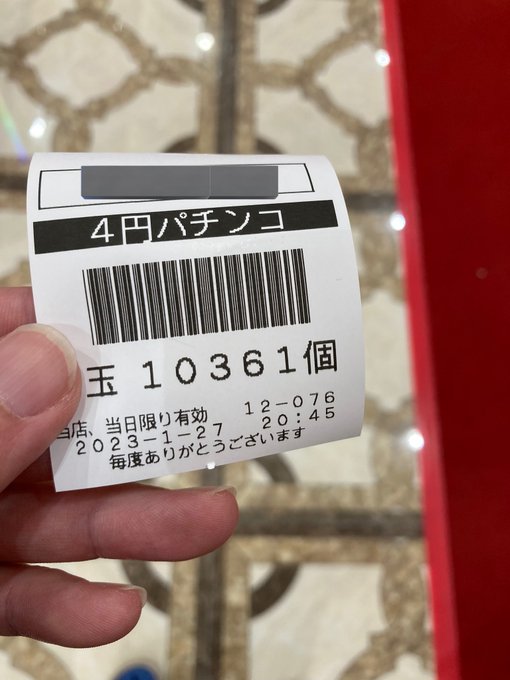 ４円パチンコ
玉 １０３６１個
当店、当日限り有効　１２－０７６
２０２３－１－２７　２０：４５
毎度ありがとうございます